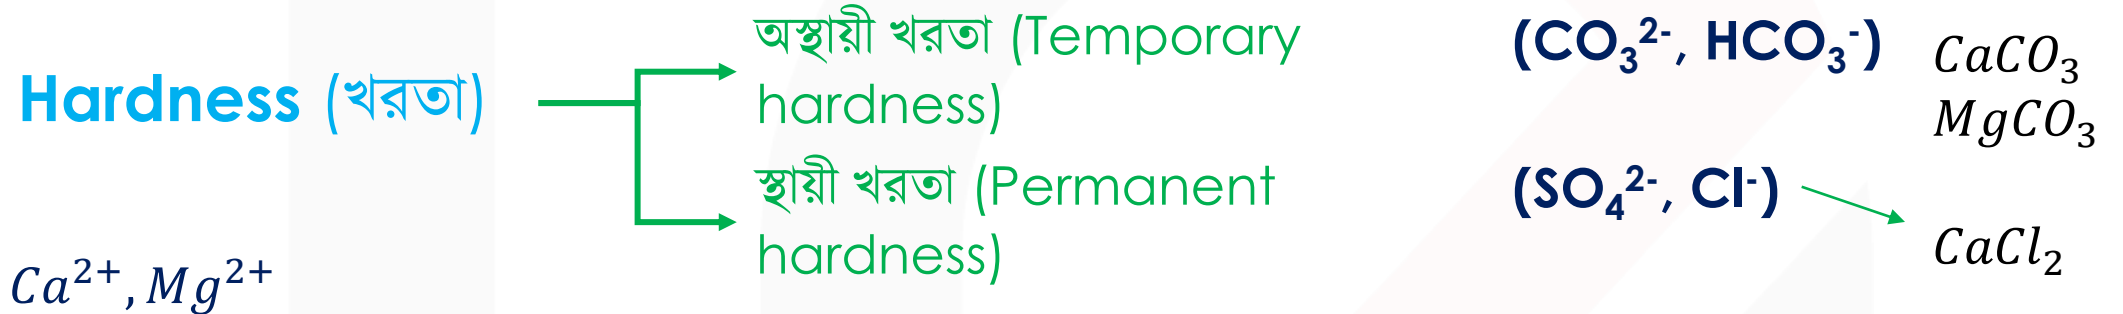 Hardness (খরতা)
Ca²⁺, Mg²⁺
অস্থায়ী খরতা (Temporary
hardness)
স্থায়ী খরতা (Permanent
hardness)
(CO₃²⁻, HCO₃⁻)
CaCO₃
MgCO₃
(SO₄²⁻, Cl⁻)
CaCl₂